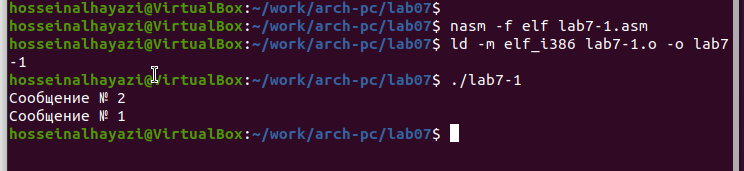 hosseinalhayazi@VirtualBox:~/work/arch-pc/lab07$
hosseinalhayazi@VirtualBox:~/work/arch-pc/lab07$ nasm -f elf lab7-1.asm
hosseinalhayazi@VirtualBox:~/work/arch-pc/lab07$ ld -m elf_i386 lab7-1.o -o lab7
-1
hosseinalhayazi@VirtualBox:~/work/arch-pc/lab07$ ./lab7-1
Сообщение № 2
Сообщение № 1
hosseinalhayazi@VirtualBox:~/work/arch-pc/lab07$